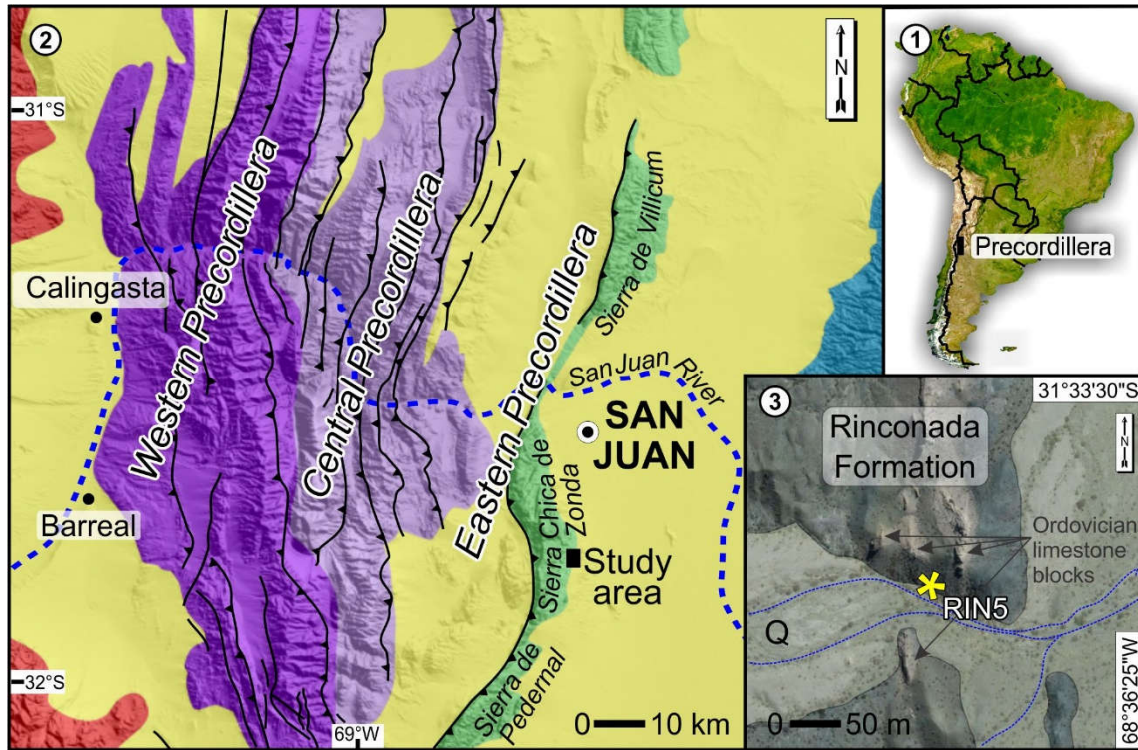 2
N
31°S
Western Precordillera
Central Precordillera
Eastern Precordillera
Sierra de Villicum
Calingasta
San Juan
River
SAN
JUAN
Barreal
Sierra Chica de
Zonda
Study
area
Sierra de
Pedernal
32°S
69°W
0 10 km
1
Precordillera
3
31°33'30"S
N
Rinconada
Formation
Ordovician
limestone
blocks
RIN5
Q
0 50 m
68°36'25"W